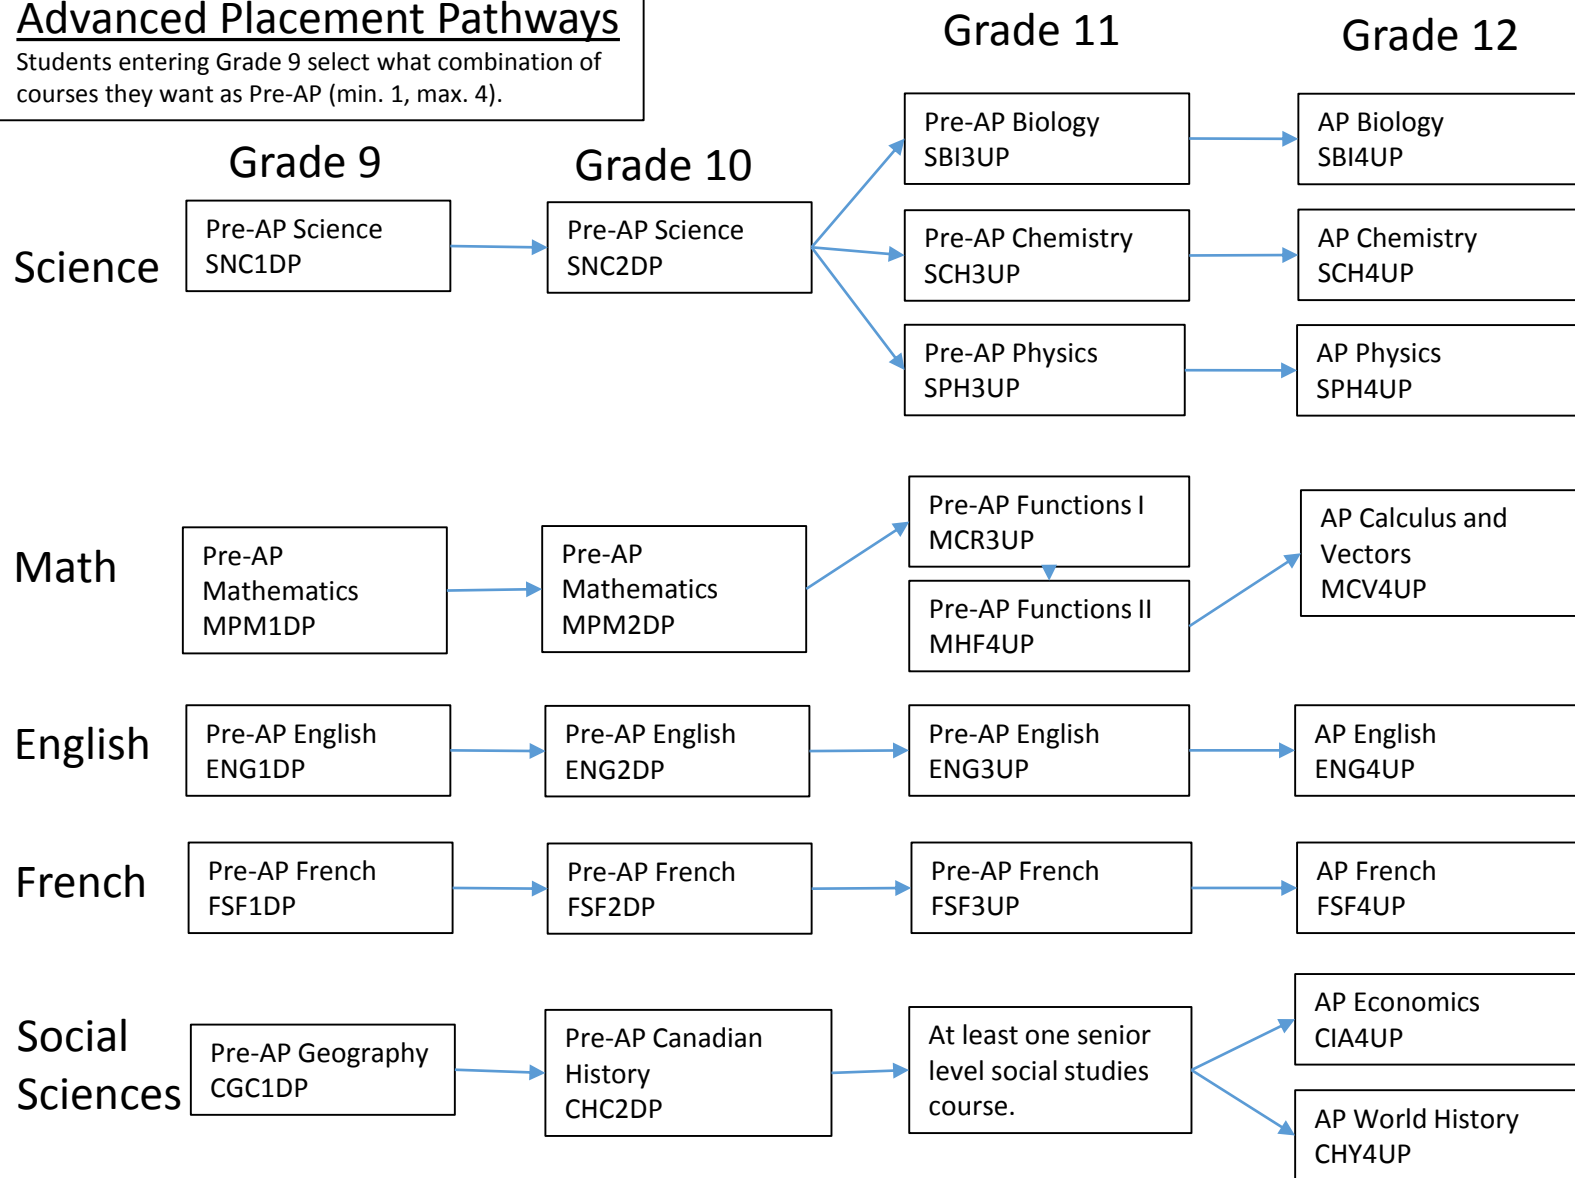 Advanced Placement Pathways
Students entering Grade 9 select what combination of
courses they want as Pre-AP (min. 1, max. 4).
Grade 9
Grade 10
Grade 11
Grade 12
Science
Pre-AP Science
SNC1DP
Pre-AP Science
SNC2DP
Pre-AP Biology
SBI3UP
AP Biology
SBI4UP
Pre-AP Chemistry
SCH3UP
AP Chemistry
SCH4UP
Pre-AP Physics
SPH3UP
AP Physics
SPH4UP
Math
Pre-AP
Mathematics
MPM1DP
Pre-AP
Mathematics
MPM2DP
Pre-AP Functions I
MCR3UP
Pre-AP Functions II
MHF4UP
AP Calculus and
Vectors
MCV4UP
English
Pre-AP English
ENG1DP
Pre-AP English
ENG2DP
Pre-AP English
ENG3UP
AP English
ENG4UP
French
Pre-AP French
FSF1DP
Pre-AP French
FSF2DP
Pre-AP French
FSF3UP
AP French
FSF4UP
Social
Sciences
Pre-AP Geography
CGC1DP
Pre-AP Canadian
History
CHC2DP
At least one senior
level social studies
course.
AP Economics
CIA4UP
AP World History
CHY4UP